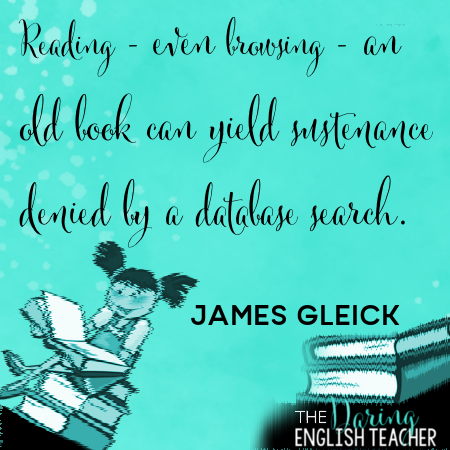 Reading - even browsing - an
old book can yield sustenance
denied by a database search.
JAMES GLEICK
THE Daring
ENGLISH TEACHER